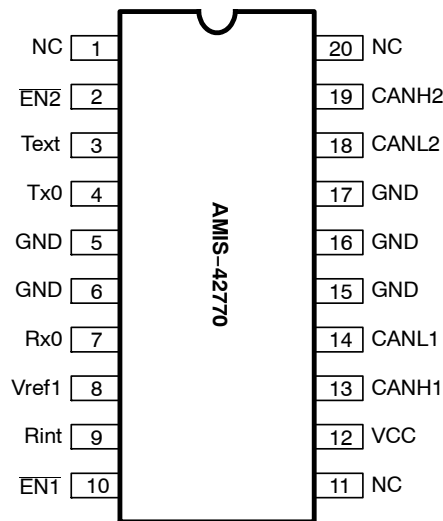 NC 1 20 NC
EN2 2 19 CANH2
Text 3 18 CANL2
Tx0 4 17 GND
GND 5 16 GND
GND 6 15 GND
Rx0 7 14 CANL1
Vref1 8 13 CANH1
Rint 9 12 VCC
EN1 10 11 NC
AMIS-42770